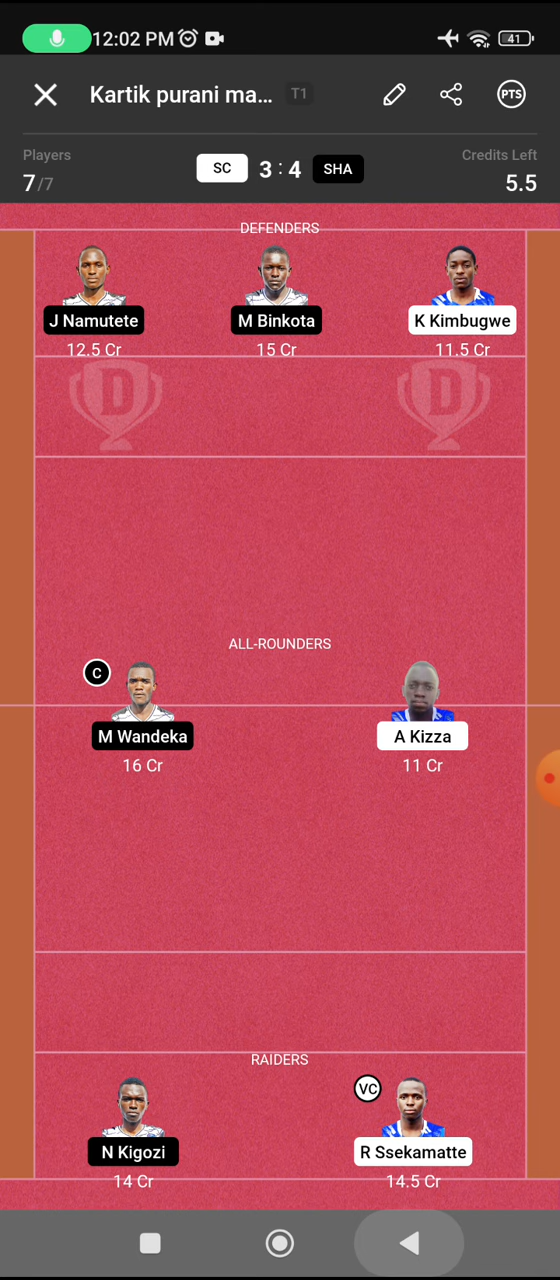 12:02 PM
41
Kartik purani ma...
T1
PTS
Players
Credits Left
7/7
SC
3 : 4
SHA
5.5
DEFENDERS
J Namutete
M Binkota
K Kimbugwe
12.5 Cr
15 Cr
11.5 Cr
D
D
ALL-ROUNDERS
C
M Wandeka
A Kizza
16 Cr
11 Cr
RAIDERS
VC
N Kigozi
R Ssekamatte
14 Cr
14.5 Cr